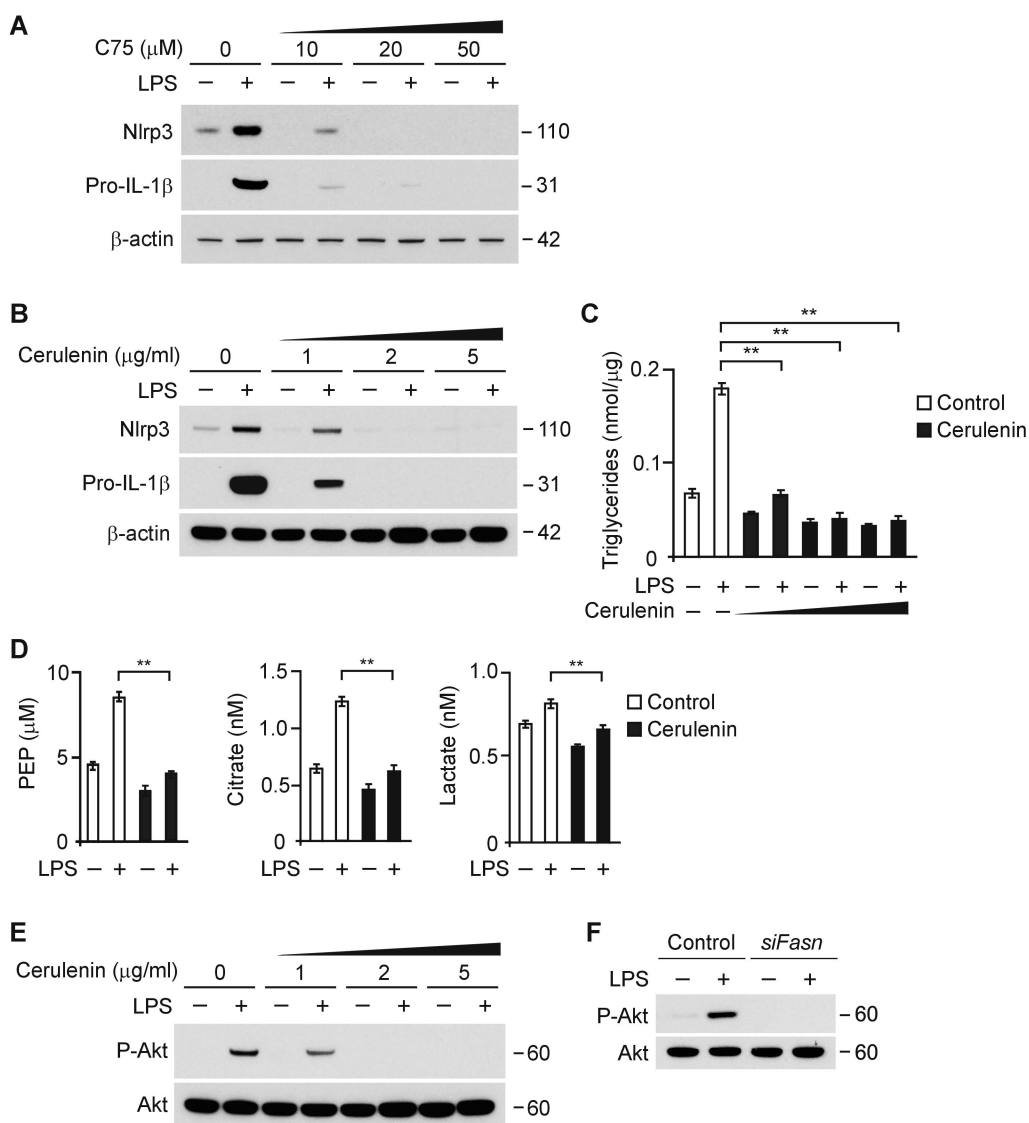 A
C75 (μM) 0 10 20 50
LPS – + – + – + – +
Nlrp3 –110
Pro-IL-1β –31
β-actin –42
B
Cerulenin (μg/ml) 0 1 2 5
LPS – + – + – + – +
Nlrp3 –110
Pro-IL-1β –31
β-actin –42
C
** 
**
**
Triglycerides (nmol/μg)
0.2
0.1
0
LPS – + – + – + – +
Cerulenin – –
Control
Cerulenin
D
PEP (μM)
10
5
0
**
LPS – + – +
Citrate (nM)
1.5
1.0
0.5
0
**
LPS – + – +
Lactate (nM)
1.0
0.5
0
**
LPS – + – +
Control
Cerulenin
E
Cerulenin (μg/ml) 0 1 2 5
LPS – + – + – + – +
P-Akt –60
Akt –60
F
Control siFasn
LPS – + – +
P-Akt –60
Akt –60